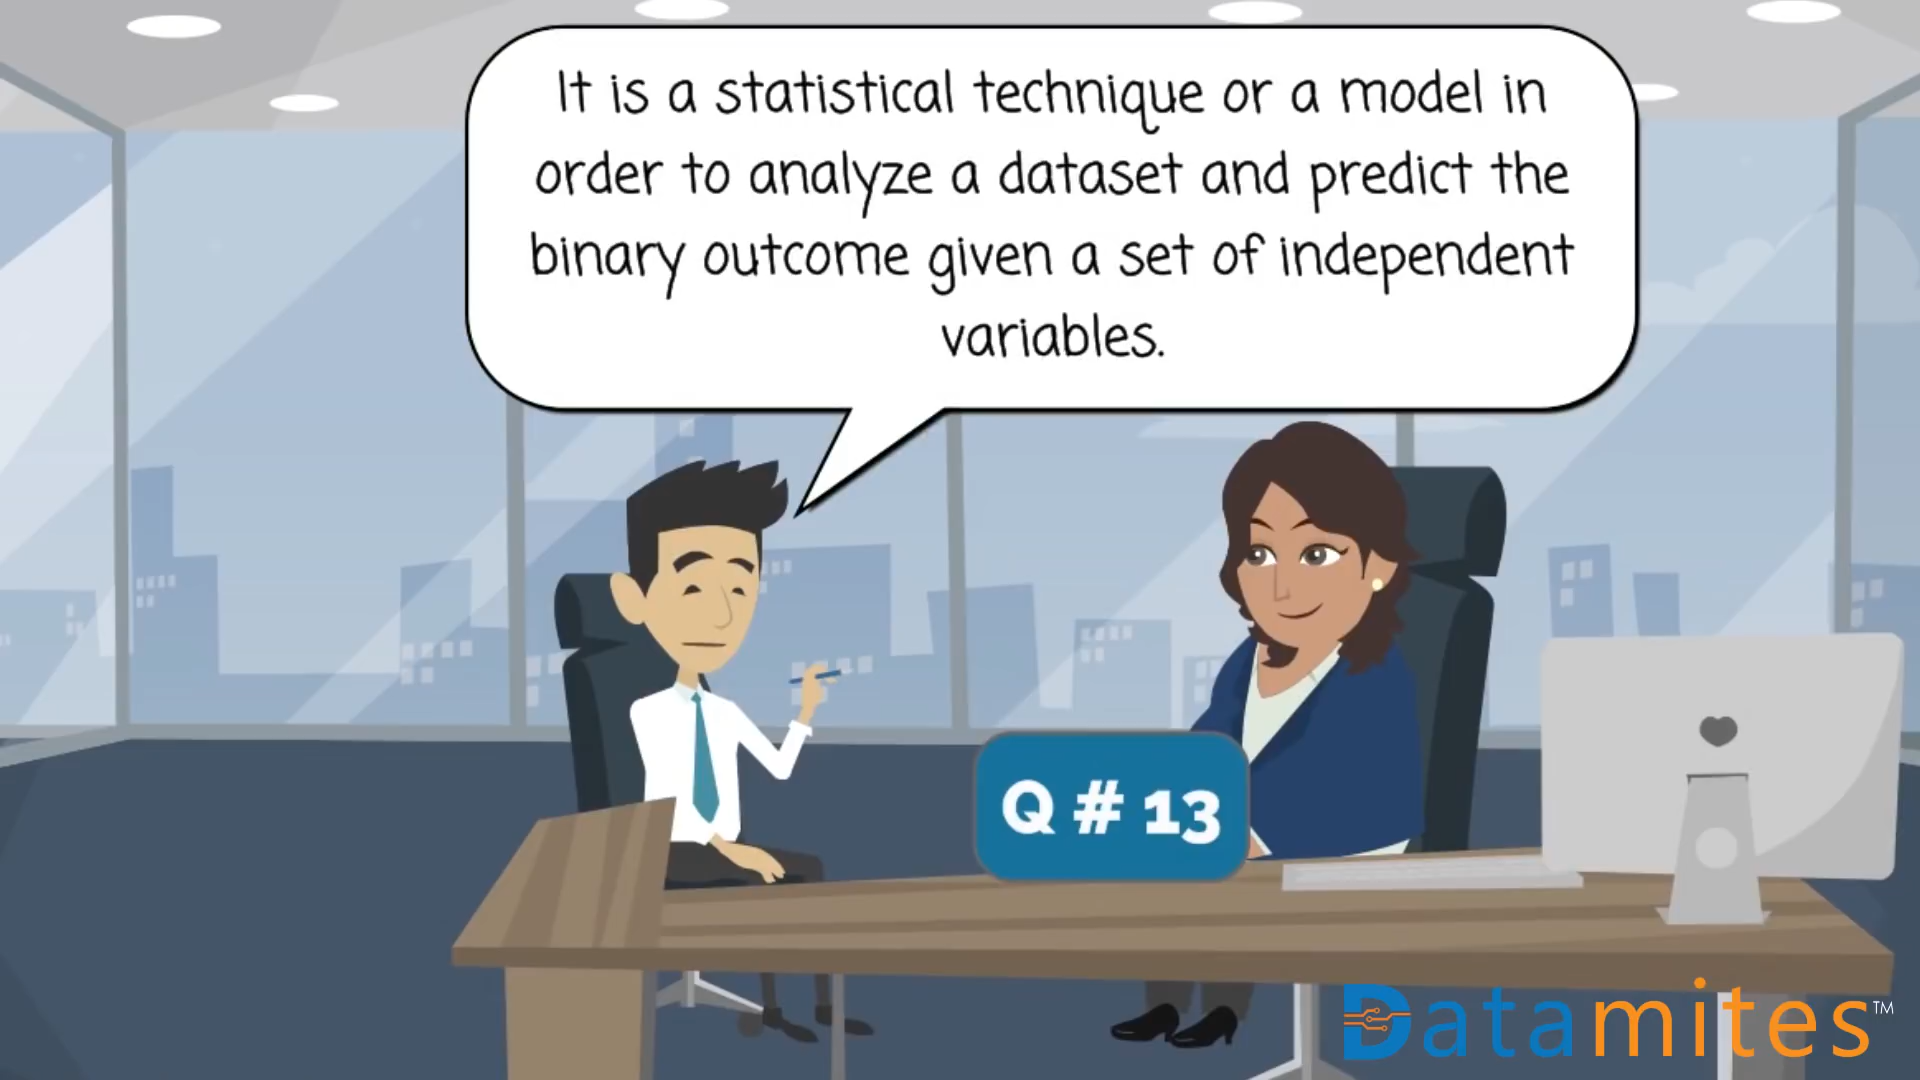 It is a statistical technique or a model in
order to analyze a dataset and predict the
binary outcome given a set of independent
variables.
Q # 13
Datamites™